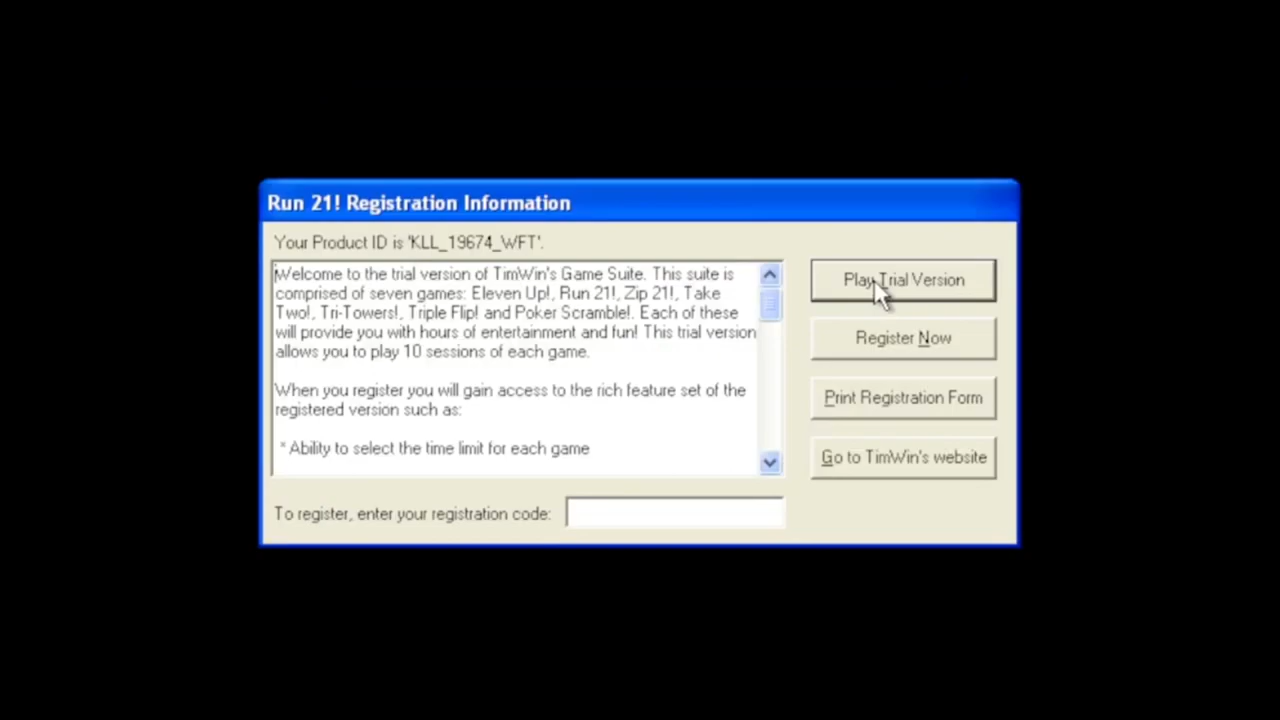 Run 21! Registration Information
Your Product ID is 'KLL_19674_WFT'.
Welcome to the trial version of TimWin's Game Suite. This suite is
comprised of seven games: Eleven Up!, Run 21!, Zip 21!, Take
Two!, Tri-Towers!, Triple Flip! and Poker Scramble!. Each of these
will provide you with hours of entertainment and fun! This trial version
allows you to play 10 sessions of each game.
When you register you will gain access to the rich feature set of the
registered version such as:
* Ability to select the time limit for each game
To register, enter your registration code:
Play Trial Version
Register Now
Print Registration Form
Go to TimWin's website